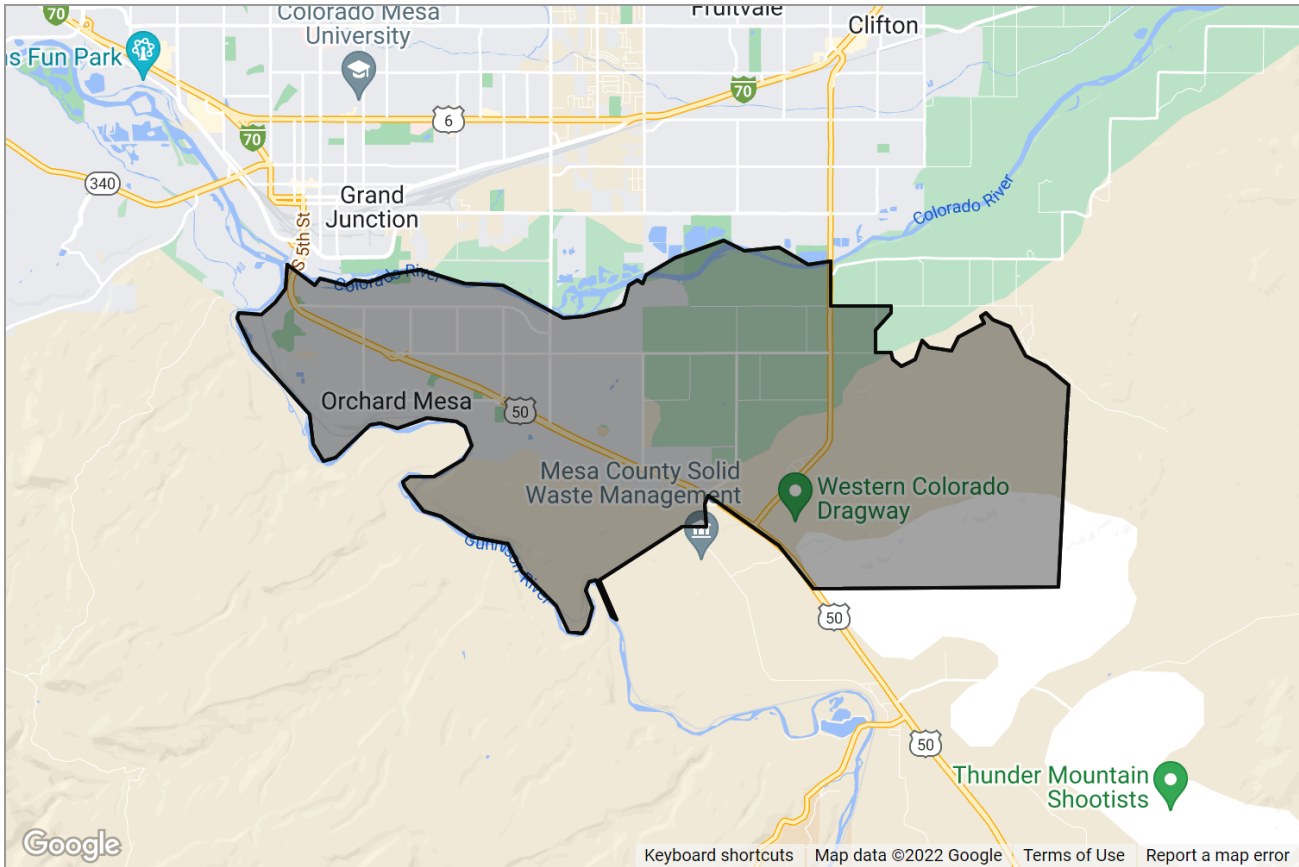 70
Colorado Mesa
University
Fruitvale
Clifton
s Fun Park
70
6
70
340
Grand
Junction
S 5th St
Colorado River
Colorado River
Orchard Mesa
50
Mesa County Solid
Waste Management
Western Colorado
Dragway
Gunnison River
50
50
Thunder Mountain
Shootists
Google
Keyboard shortcuts
Map data ©2022 Google
Terms of Use
Report a map error